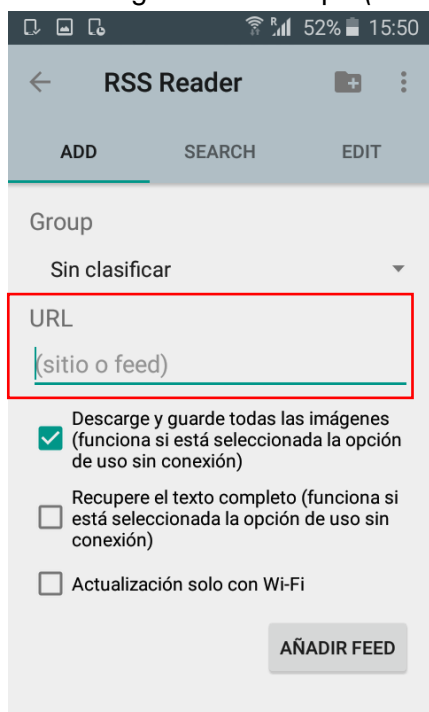 R 52% 15:50
RSS Reader
ADD SEARCH EDIT
Group
Sin clasificar
URL
(sitio o feed)
Descargue y guarde todas las imágenes
(funciona si está seleccionada la opción
de uso sin conexión)
Recupere el texto completo (funciona si
está seleccionada la opción de uso sin
conexión)
Actualización solo con Wi-Fi
AÑADIR FEED